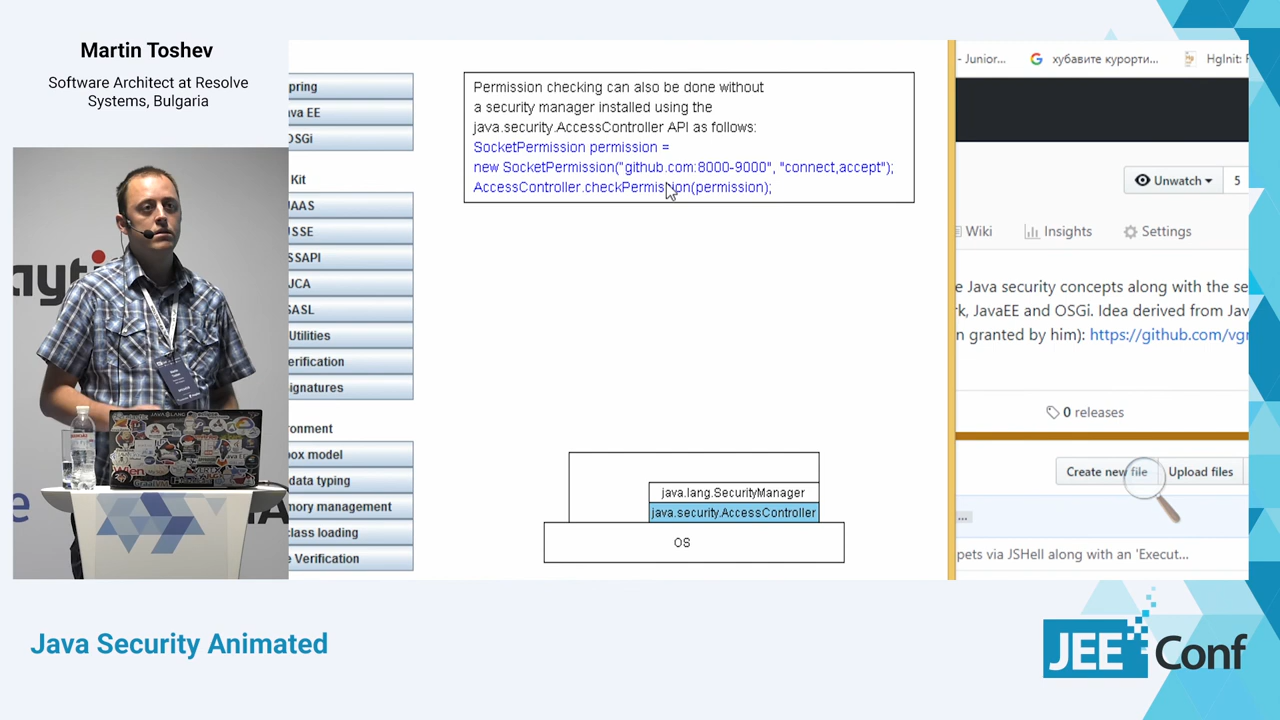 Martin Toshev
Software Architect at Resolve
Systems, Bulgaria
pring
ava EE
OSGi
Kit
JAAS
SSE
SSAPI
JCA
SASL
Utilities
erification
ignatures
ronment
box model
data typing
mory management
class loading
e Verification
Permission checking can also be done without
a security manager installed using the
java.security.AccessController API as follows:
SocketPermission permission =
new SocketPermission("github.com:8000-9000", "connect,accept");
AccessController.checkPermission(permission);
java.lang.SecurityManager
java.security.AccessController
OS
- Junior...
хубавите курорти...
HgInit: F
Unwatch
5
Wiki
Insights
Settings
e Java security concepts along with the se
rk, JavaEE and OSGi. Idea derived from Jav
n granted by him): https://github.com/vgr
0 releases
Create new file
Upload files
...
pets via JSHell along with an 'Execut...
Java Security Animated
JEE Conf